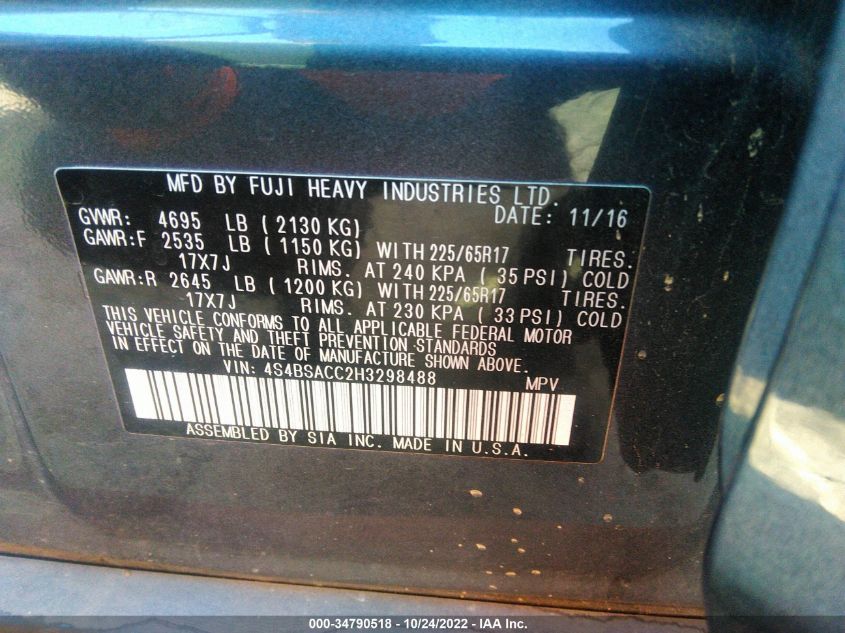 MFD BY FUJI HEAVY INDUSTRIES LTD.
DATE: 11/16
GVWR: 4695 LB ( 2130 KG)
GAWR:F 2535 LB ( 1150 KG) WITH 225/65R17 TIRES.
17X7J RIMS. AT 240 KPA ( 35 PSI) COLD
GAWR:R 2645 LB ( 1200 KG) WITH 225/65R17 TIRES.
17X7J RIMS. AT 230 KPA ( 33 PSI) COLD
THIS VEHICLE CONFORMS TO ALL APPLICABLE FEDERAL MOTOR
VEHICLE SAFETY AND THEFT PREVENTION STANDARDS
IN EFFECT ON THE DATE OF MANUFACTURE SHOWN ABOVE.
VIN: 4S4BSACC2H3298488 MPV
ASSEMBLED BY SIA INC. MADE IN U.S.A.
000-34790518 - 10/24/2022 - IAA Inc.